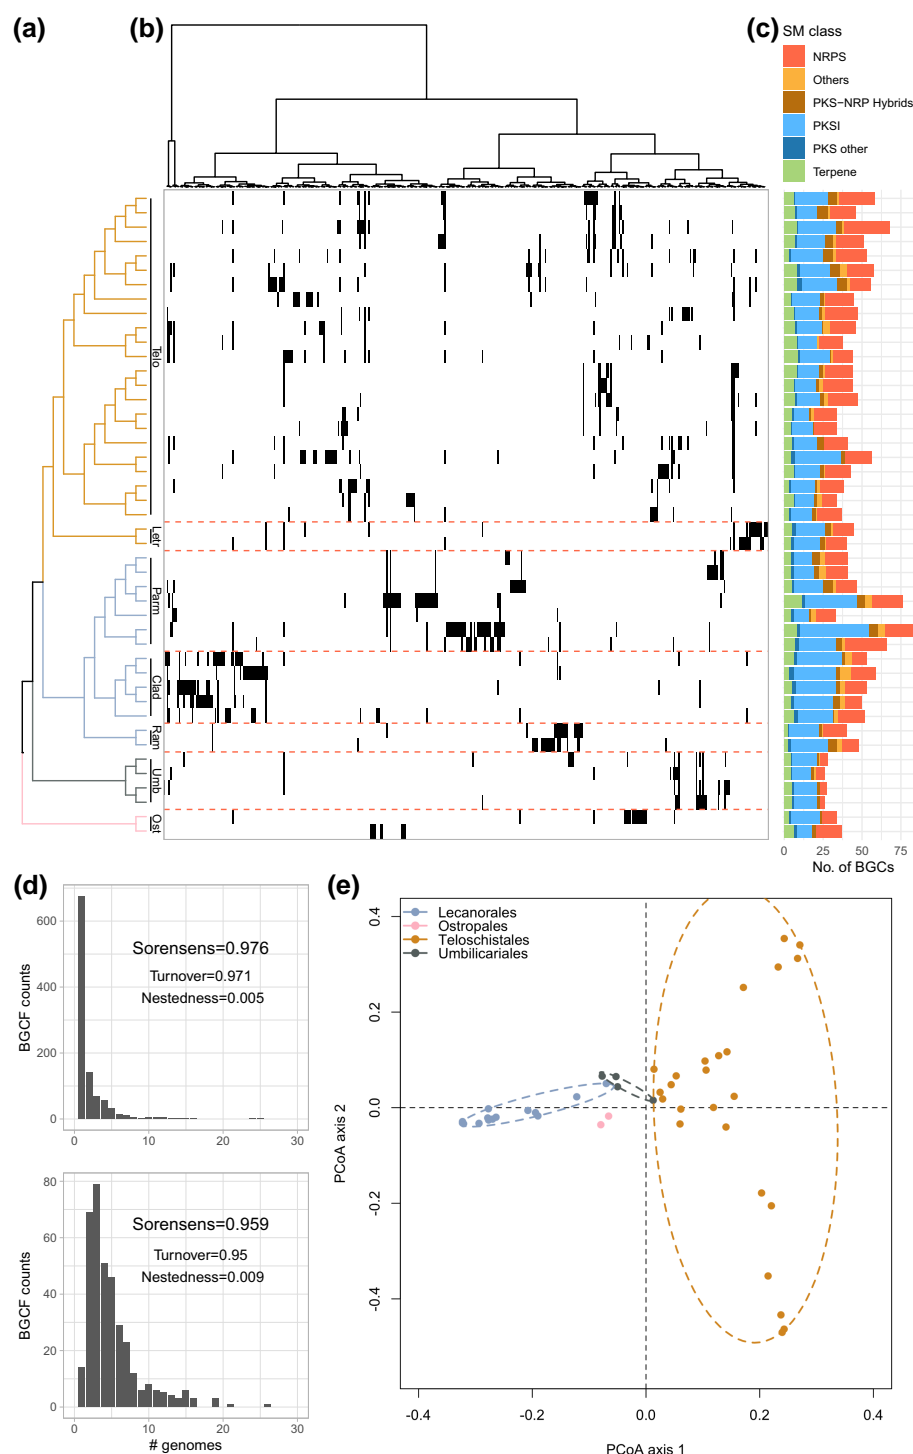 (a)
(b)
(c)
SM class
NRPS
Others
PKS−NRP Hybrids
PKSI
PKS other
Terpene
Telo
Letr
Parm
Clad
Ram
Umb
Ost
0 25 50 75
No. of BGCs
(d)
BGCF counts
600
400
200
0
Sorensens=0.976
Turnover=0.971
Nestedness=0.005
0 10 20 30
BGCF counts
80
60
40
20
0
Sorensens=0.959
Turnover=0.95
Nestedness=0.009
0 10 20 30
# genomes
(e)
Lecanorales
Ostropales
Teloschistales
Umbilicariales
PCoA axis 2
0.4
0.2
0.0
-0.2
-0.4
-0.4 -0.2 0.0 0.2 0.4
PCoA axis 1